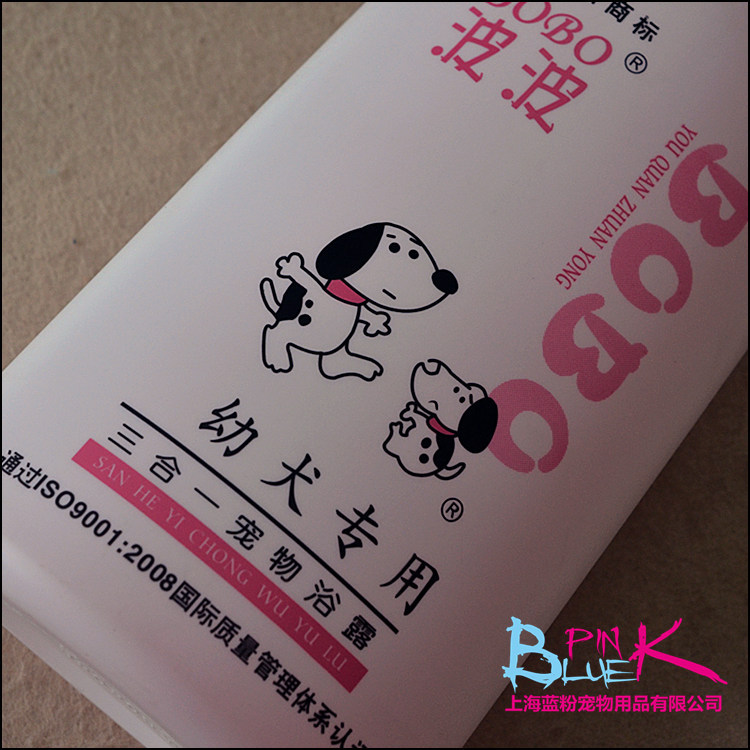 商标
BOBO
波波®
YOU QUAN ZHUAN YONG
BOBO
®
幼犬专用
三合一宠物浴露
SAN HE YI CHONG WU YU LU
通过ISO9001:2008国际质量管理体系认
BLUE PINK
上海蓝粉宠物用品有限公司